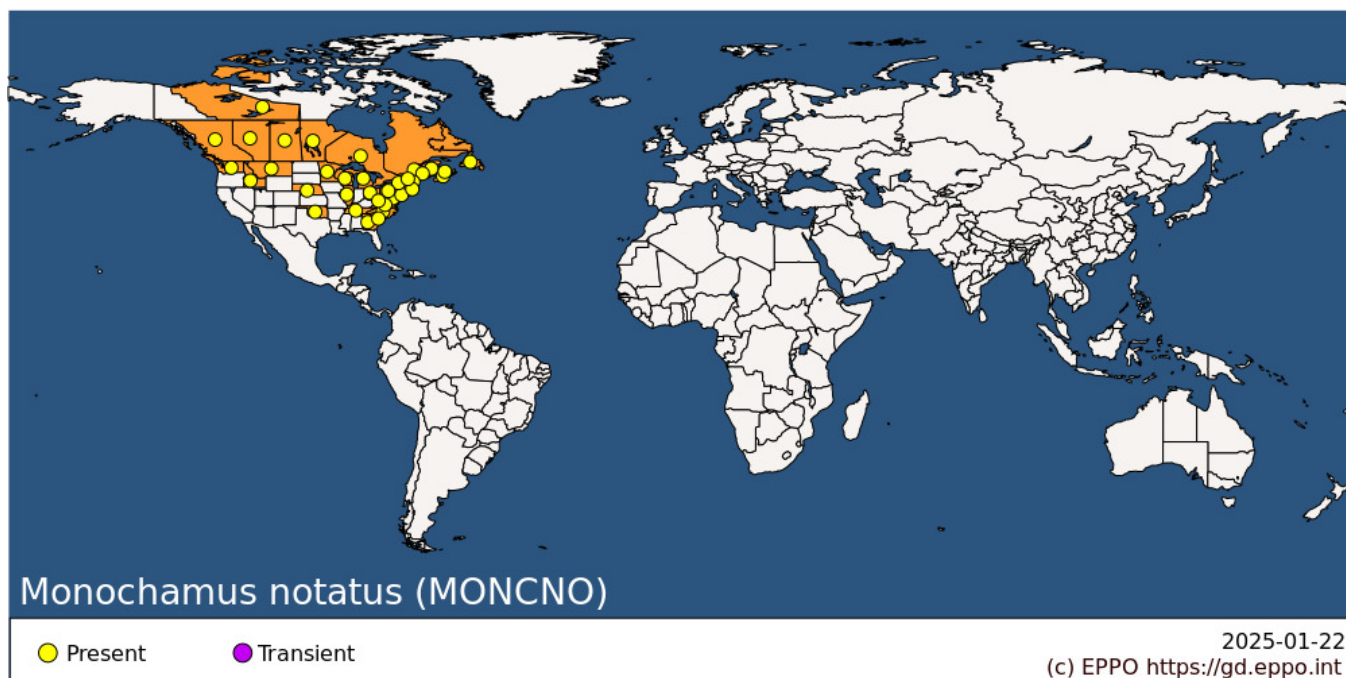 Monochamus notatus (MONCNO)
Present
Transient
2025-01-22
(c) EPPO https://gd.eppo.int